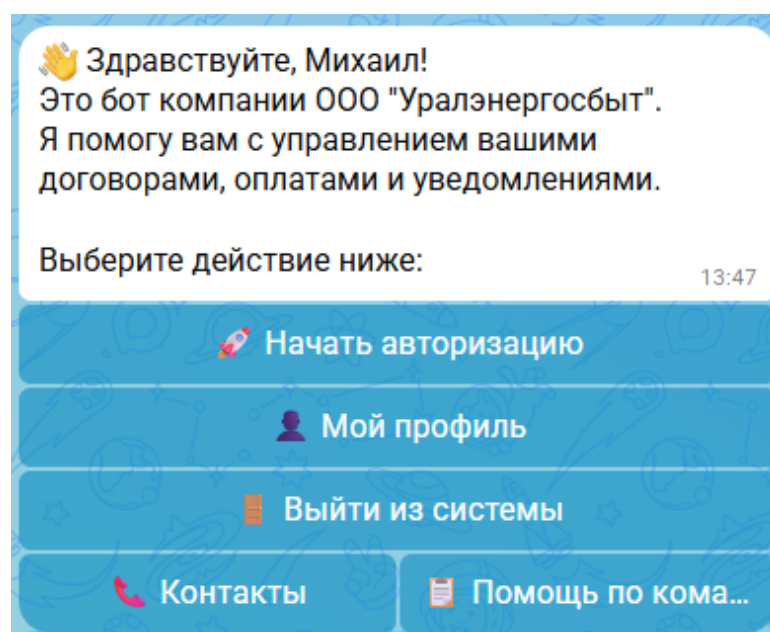 👋 Здравствуйте, Михаил!
Это бот компании ООО "Уралэнергосбыт".
Я помогу вам с управлением вашими
договорами, оплатами и уведомлениями.
Выберите действие ниже:
13:47
🚀 Начать авторизацию
👤 Мой профиль
🚪 Выйти из системы
📞 Контакты
📋 Помощь по кома...